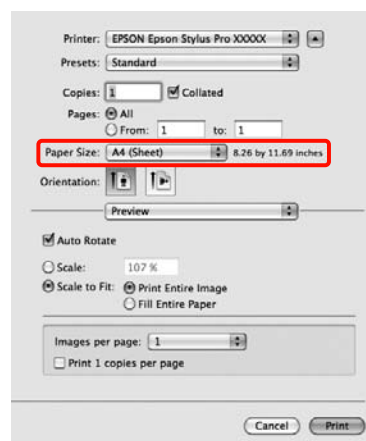 Printer: EPSON Epson Stylus Pro XXXXX
Presets: Standard
Copies: 1 Collated
Pages: All
From: 1 to: 1
Paper Size: A4 (Sheet) 8.26 by 11.69 inches
Orientation:
Preview
Auto Rotate
Scale: 107 %
Scale to Fit: Print Entire Image
Fill Entire Paper
Images per page: 1
Print 1 copies per page
Cancel Print